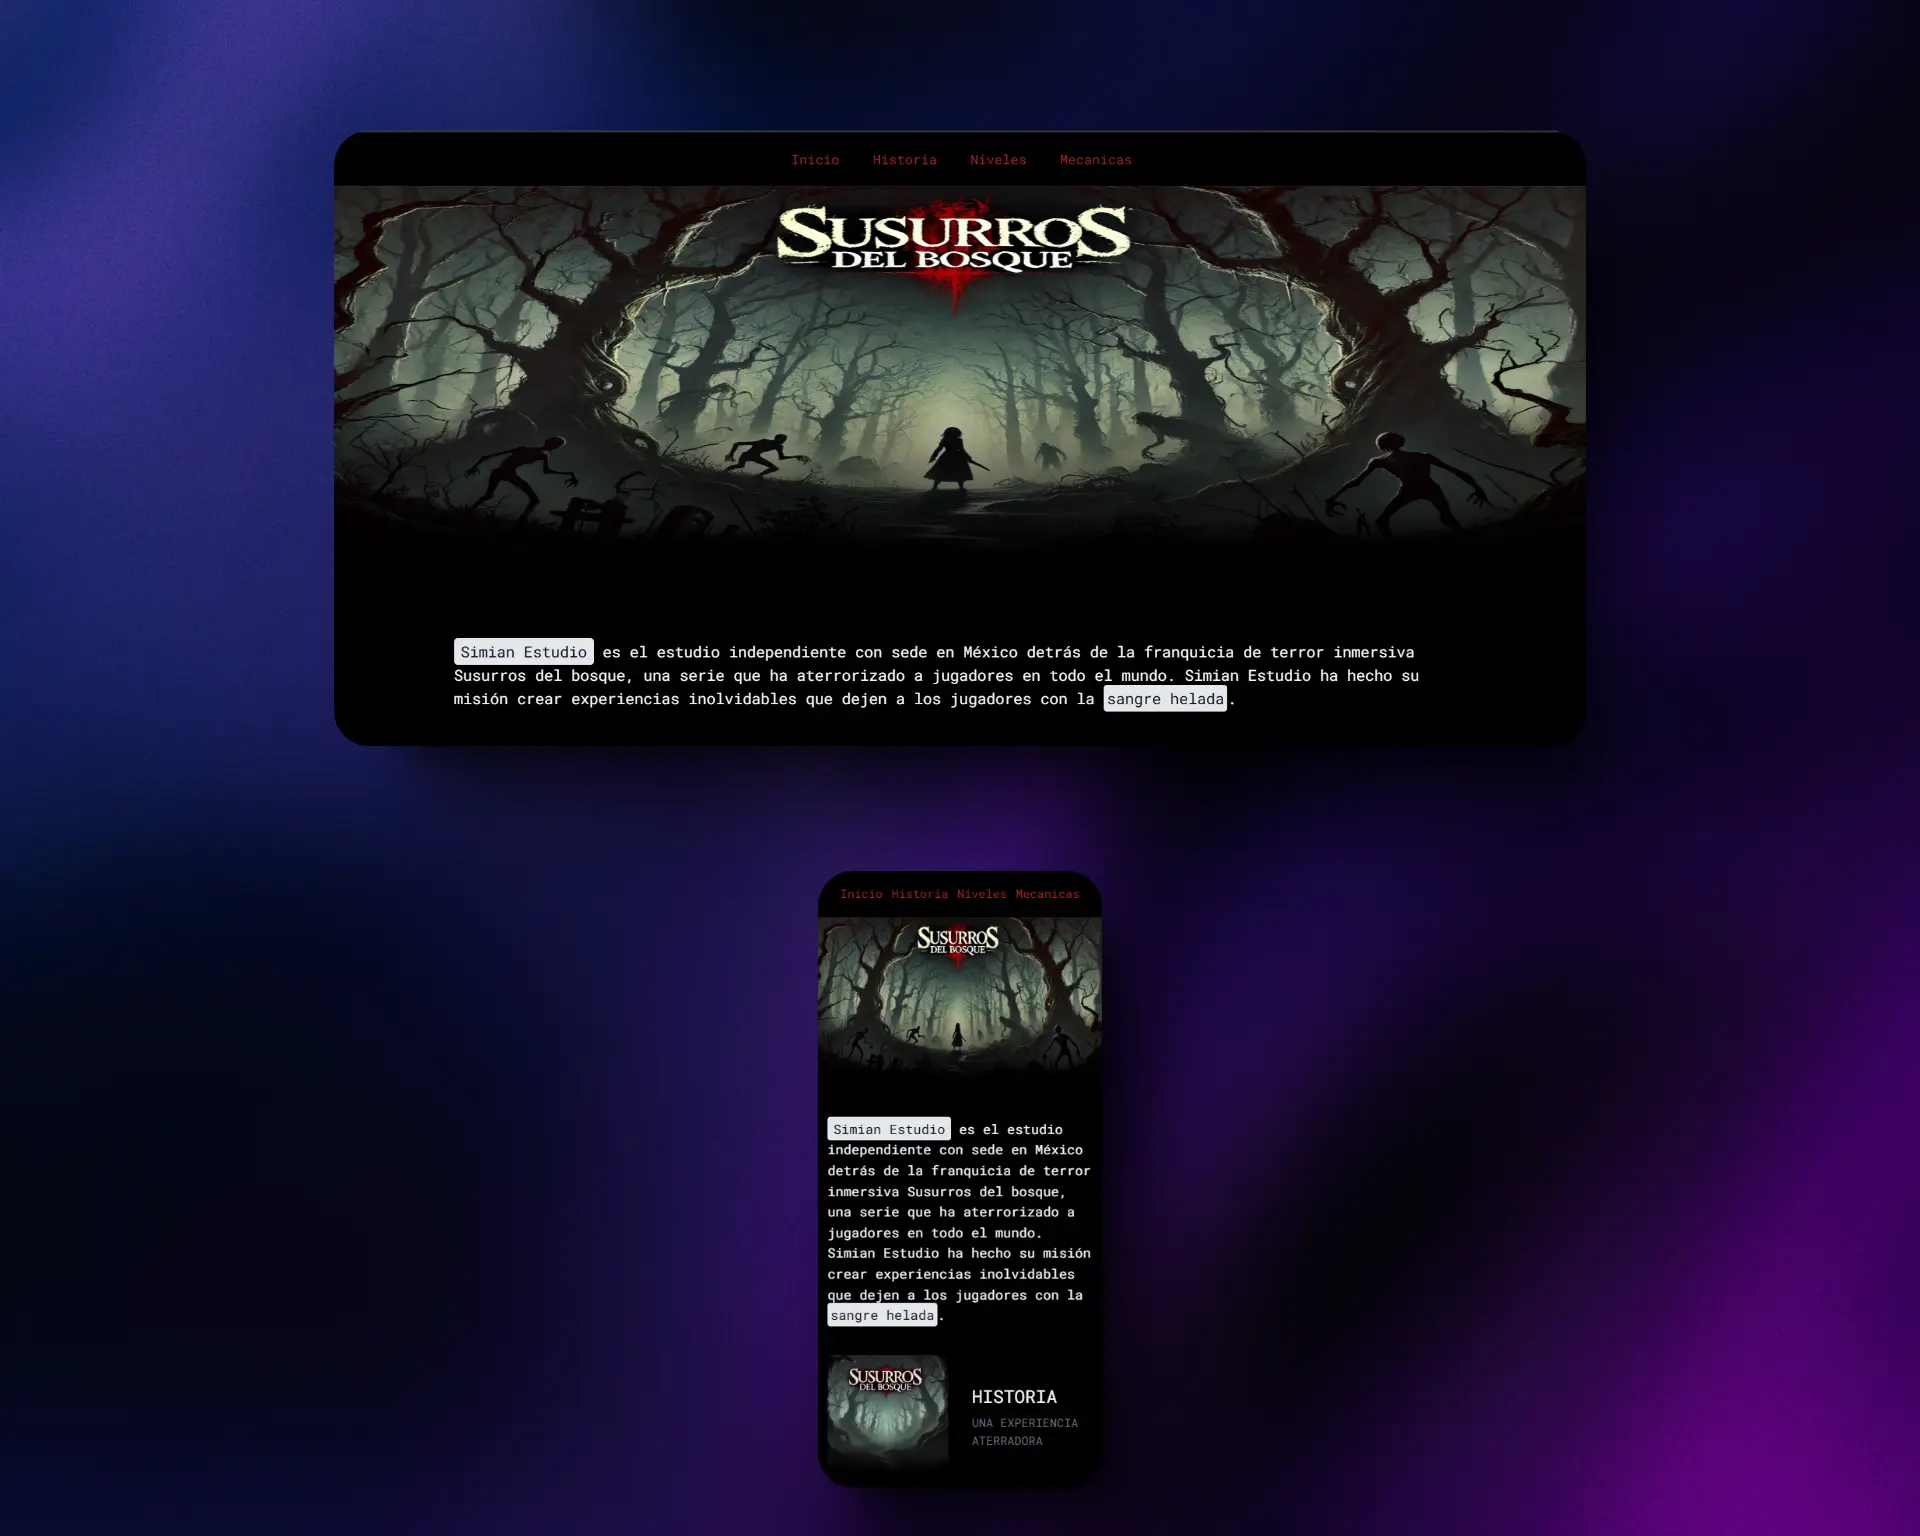 Inicio Historia Niveles Mecanicas
SUSURROS
DEL BOSQUE
Simian Estudio es el estudio independiente con sede en México detrás de la franquicia de terror inmersiva
Susurros del bosque, una serie que ha aterrorizado a jugadores en todo el mundo. Simian Estudio ha hecho su
misión crear experiencias inolvidables que dejen a los jugadores con la sangre helada.
Inicio Historia Niveles Mecanicas
SUSURROS
DEL BOSQUE
Simian Estudio es el estudio
independiente con sede en México
detrás de la franquicia de terror
inmersiva Susurros del bosque,
una serie que ha aterrorizado a
jugadores en todo el mundo.
Simian Estudio ha hecho su misión
crear experiencias inolvidables
que dejen a los jugadores con la
sangre helada.
SUSURROS
DEL BOSQUE
HISTORIA
UNA EXPERIENCIA
ATERRADORA